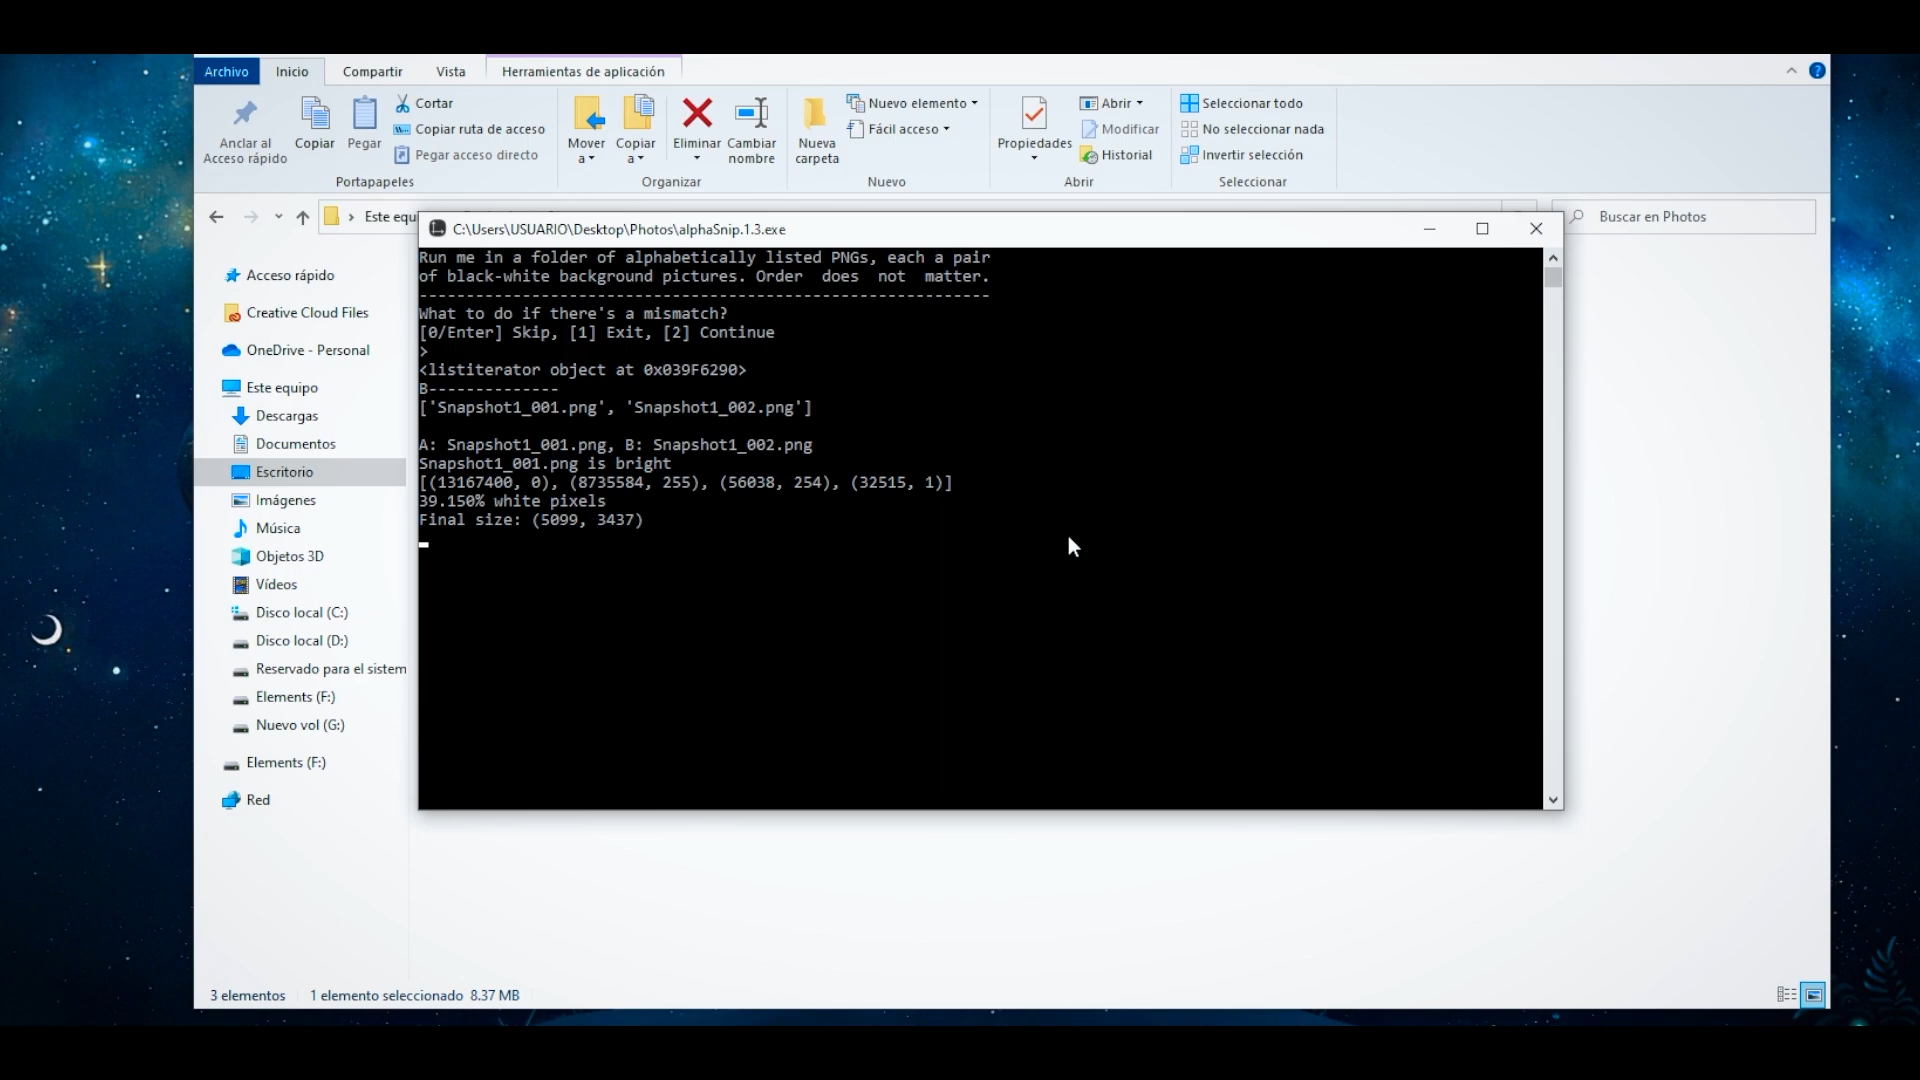 Archivo
Inicio
Compartir
Vista
Herramientas de aplicación
Anclar al
Acceso rápido
Copiar
Pegar
Cortar
Copiar ruta de acceso
Pegar acceso directo
Portapapeles
Mover
a
Copiar
a
Eliminar
Cambiar
nombre
Organizar
Nueva
carpeta
Nuevo elemento
Fácil acceso
Nuevo
Propiedades
Abrir
Modificar
Historial
Abrir
Seleccionar todo
No seleccionar nada
Invertir selección
Seleccionar
Este equ
Buscar en Photos
Acceso rápido
Creative Cloud Files
OneDrive - Personal
Este equipo
Descargas
Documentos
Escritorio
Imágenes
Música
Objetos 3D
Vídeos
Disco local (C:)
Disco local (D:)
Reservado para el sistem
Elements (F:)
Nuevo vol (G:)
Elements (F:)
Red
C:\Users\USUARIO\Desktop\Photos\alphaSnip.1.3.exe
Run me in a folder of alphabetically listed PNGs, each a pair
of black-white background pictures. Order  does  not  matter.
-------------------------------------------------------------
What to do if there's a mismatch?
[0/Enter] Skip, [1] Exit, [2] Continue
>
<listiterator object at 0x039F6290>
B--------------
['Snapshot1_001.png', 'Snapshot1_002.png']
A: Snapshot1_001.png, B: Snapshot1_002.png
Snapshot1_001.png is bright
[(13167400, 0), (8735584, 255), (56038, 254), (32515, 1)]
39.150% white pixels
Final size: (5099, 3437)
3 elementos
1 elemento seleccionado 8.37 MB